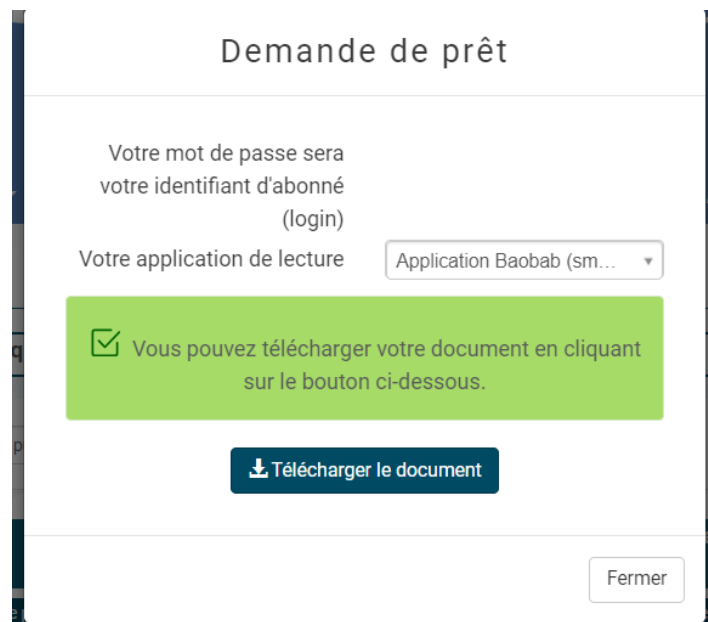 Demande de prêt
Votre mot de passe sera
votre identifiant d'abonné
(login)
Votre application de lecture
Application Baobab (sm...
Vous pouvez télécharger votre document en cliquant
sur le bouton ci-dessous.
Télécharger le document
Fermer